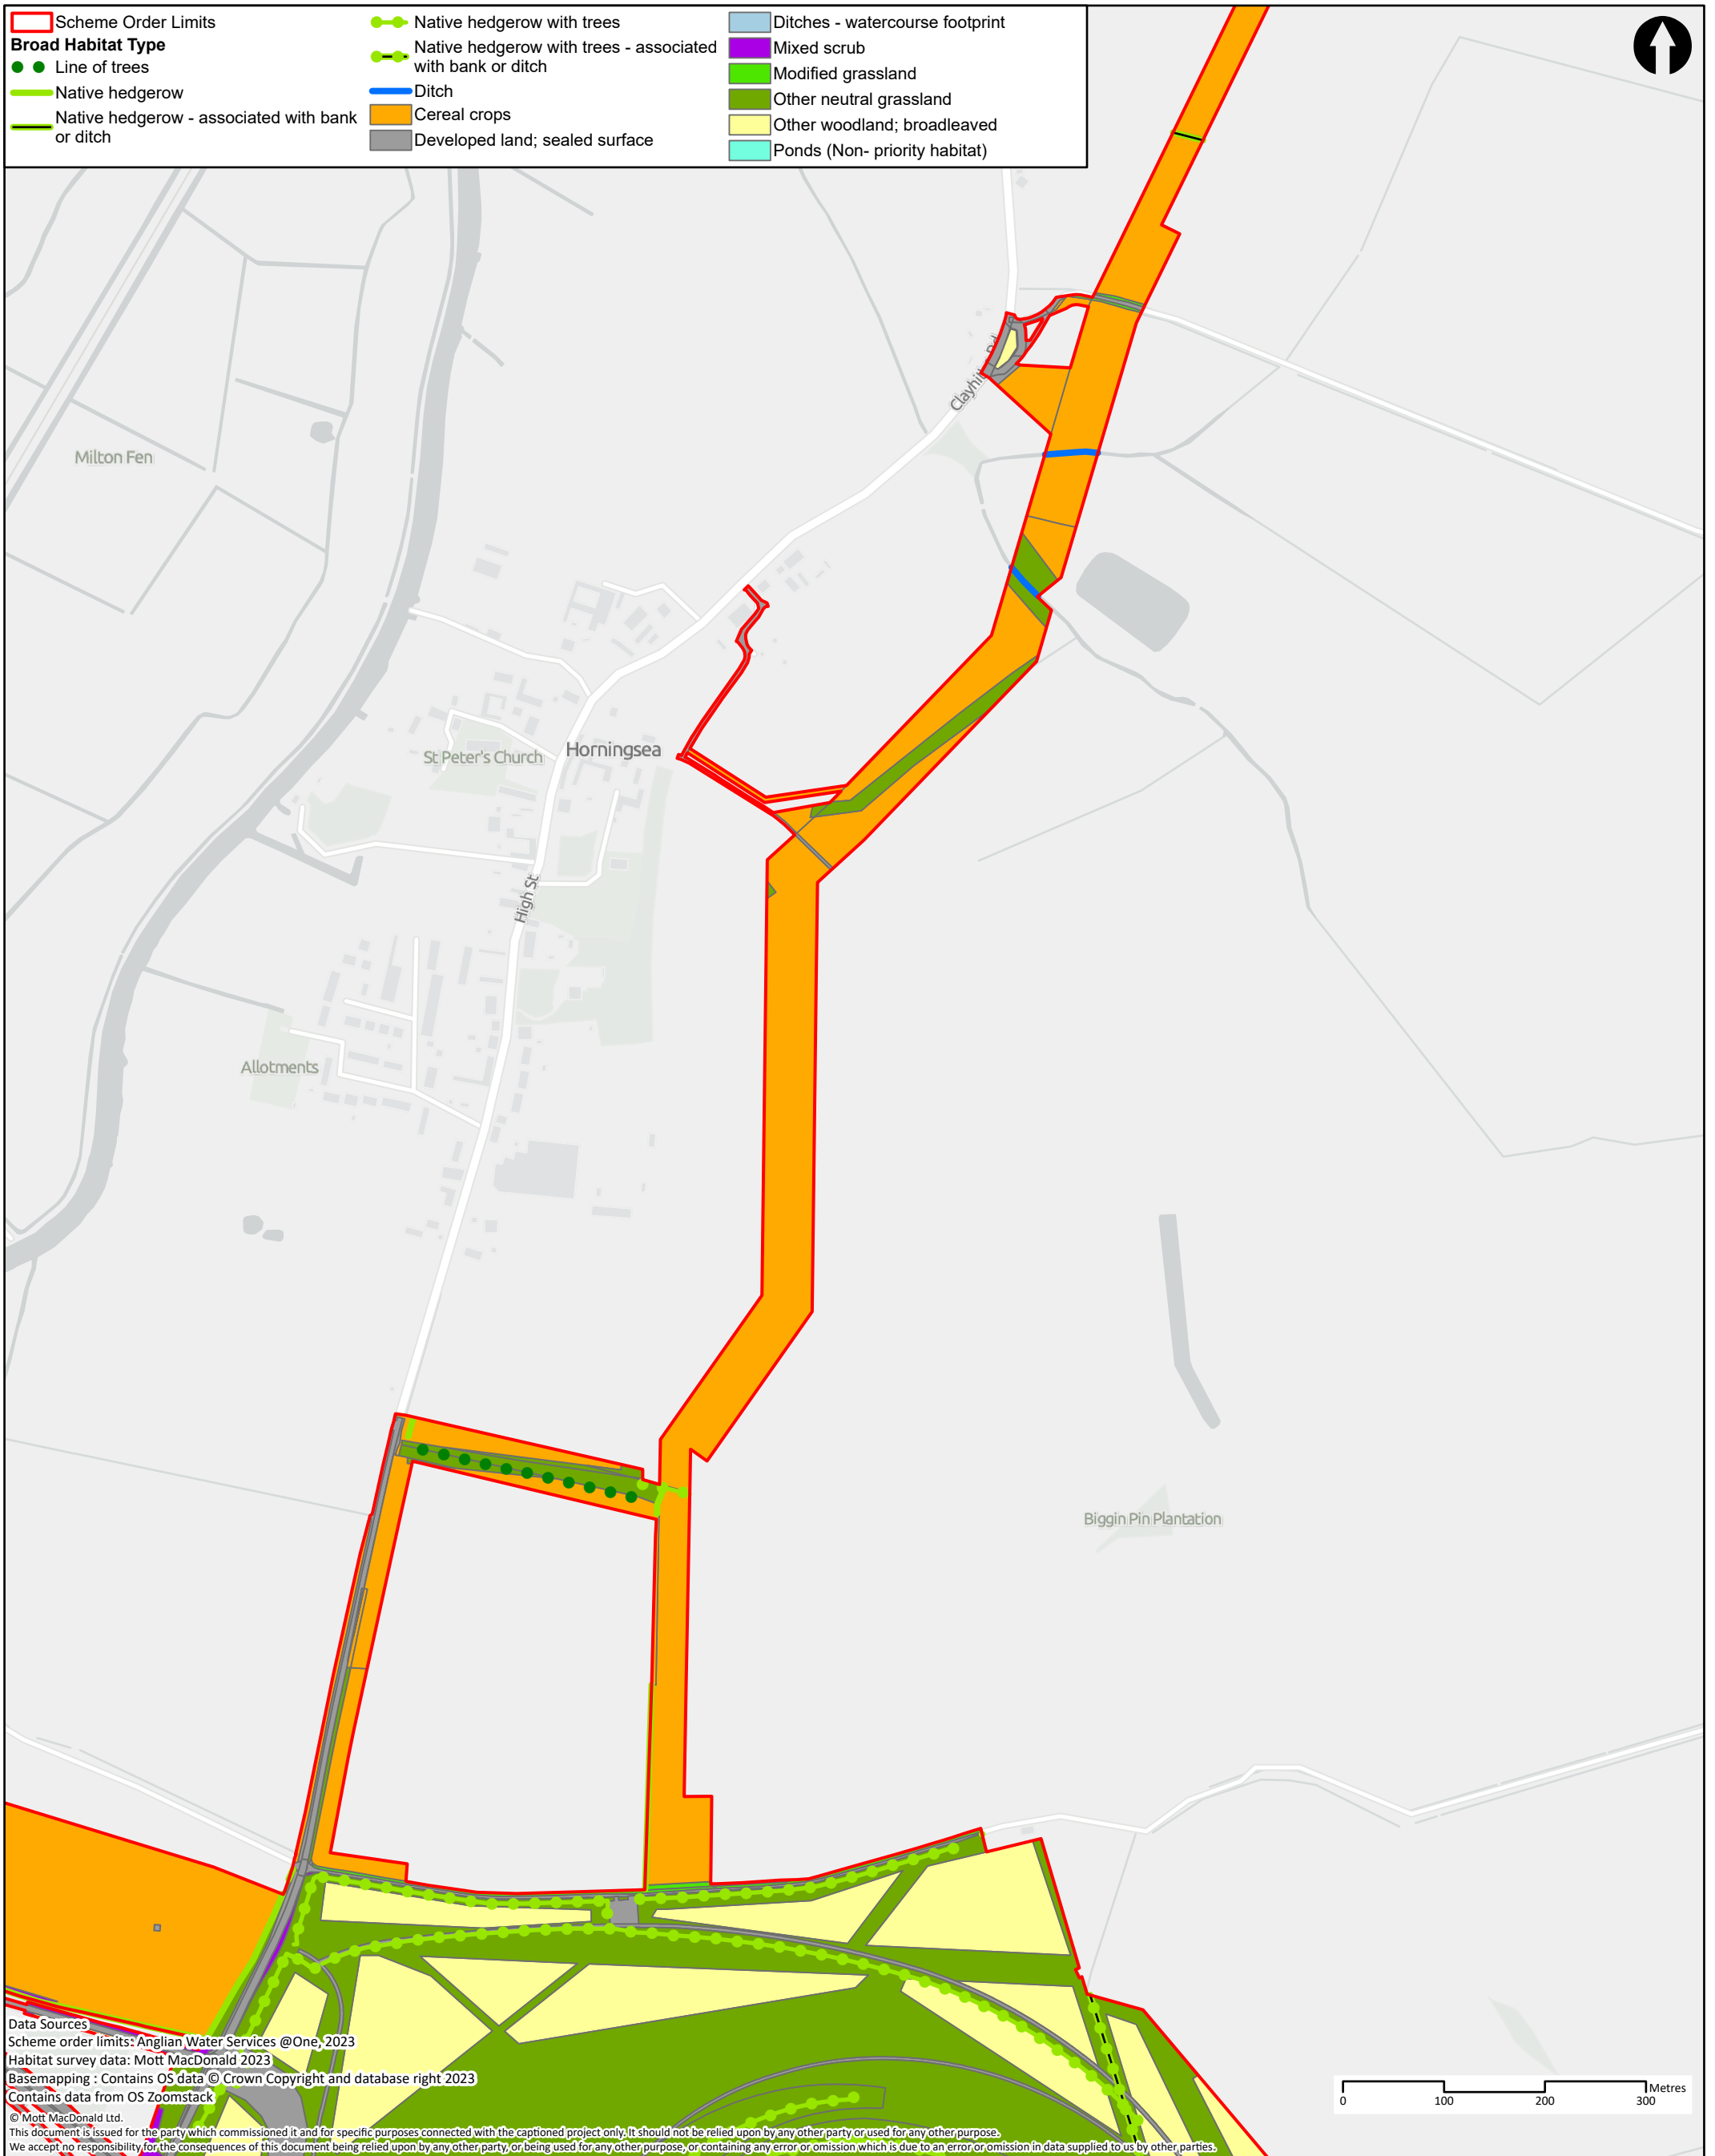 Scheme Order Limits
Broad Habitat Type
Line of trees
Native hedgerow
Native hedgerow - associated with bank
or ditch
Native hedgerow with trees
Native hedgerow with trees - associated
with bank or ditch
Ditch
Cereal crops
Developed land; sealed surface
Ditches - watercourse footprint
Mixed scrub
Modified grassland
Other neutral grassland
Other woodland; broadleaved
Ponds (Non- priority habitat)
Milton Fen
St Peter's Church
Horningsea
High St
Allotments
Biggin Pin Plantation
Data Sources
Scheme order limits: Anglian Water Services @One, 2023
Habitat survey data: Mott MacDonald 2023
Basemapping : Contains OS data © Crown Copyright and database right 2023
Contains data from OS Zoomstack
© Mott MacDonald Ltd.
This document is issued for the party which commissioned it and for specific purposes connected with the captioned project only. It should not be relied upon by any other party or used for any other purpose.
We accept no responsibility for the consequences of this document being relied upon by any other party, or being used for any other purpose, or containing any error or omission which is due to an error or omission in data supplied to us by other parties.
Metres
0 100 200 300